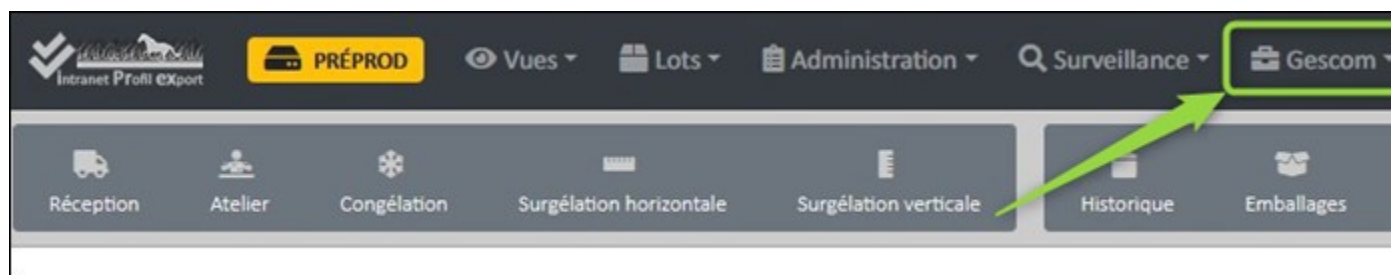 PRÉPROD Vues Lots Administration Surveillance Gescom
Intranet Profil export
Réception Atelier Congélation Surgélation horizontale Surgélation verticale Historique Emballages